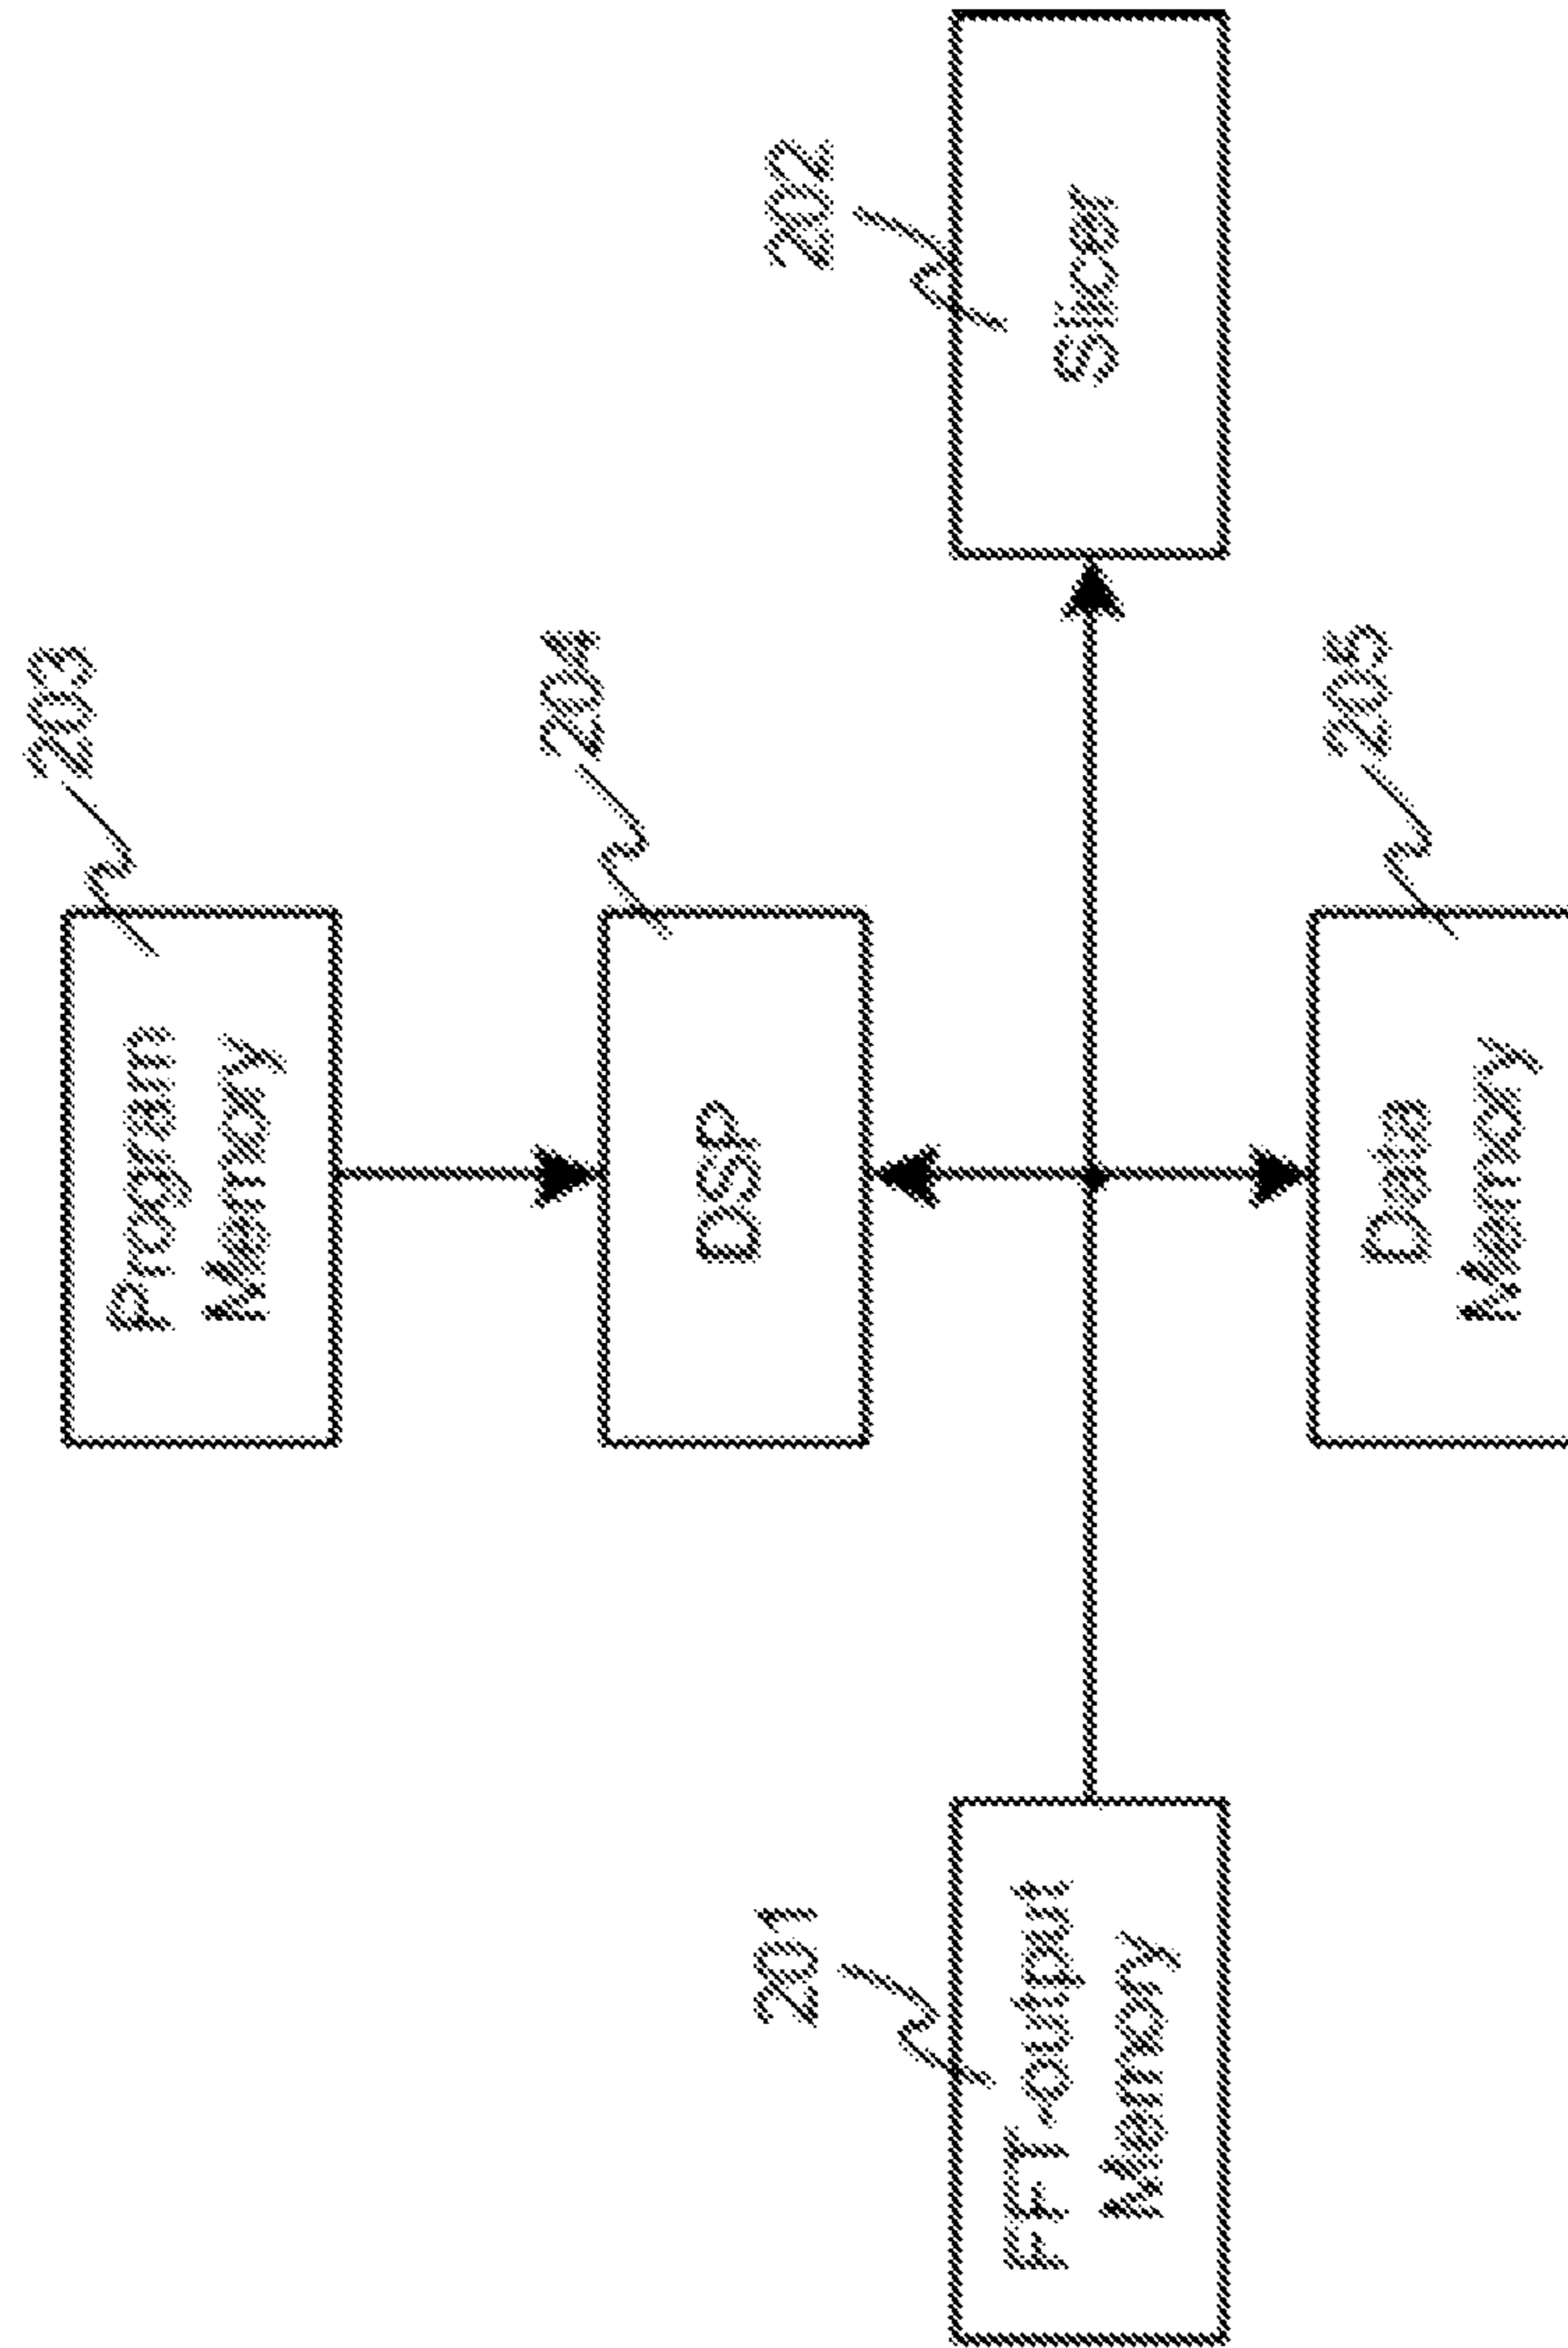 203
Program
Memory
204
DSP
202
Slicer
201
FFT -output
Memory
205
Data
Memory